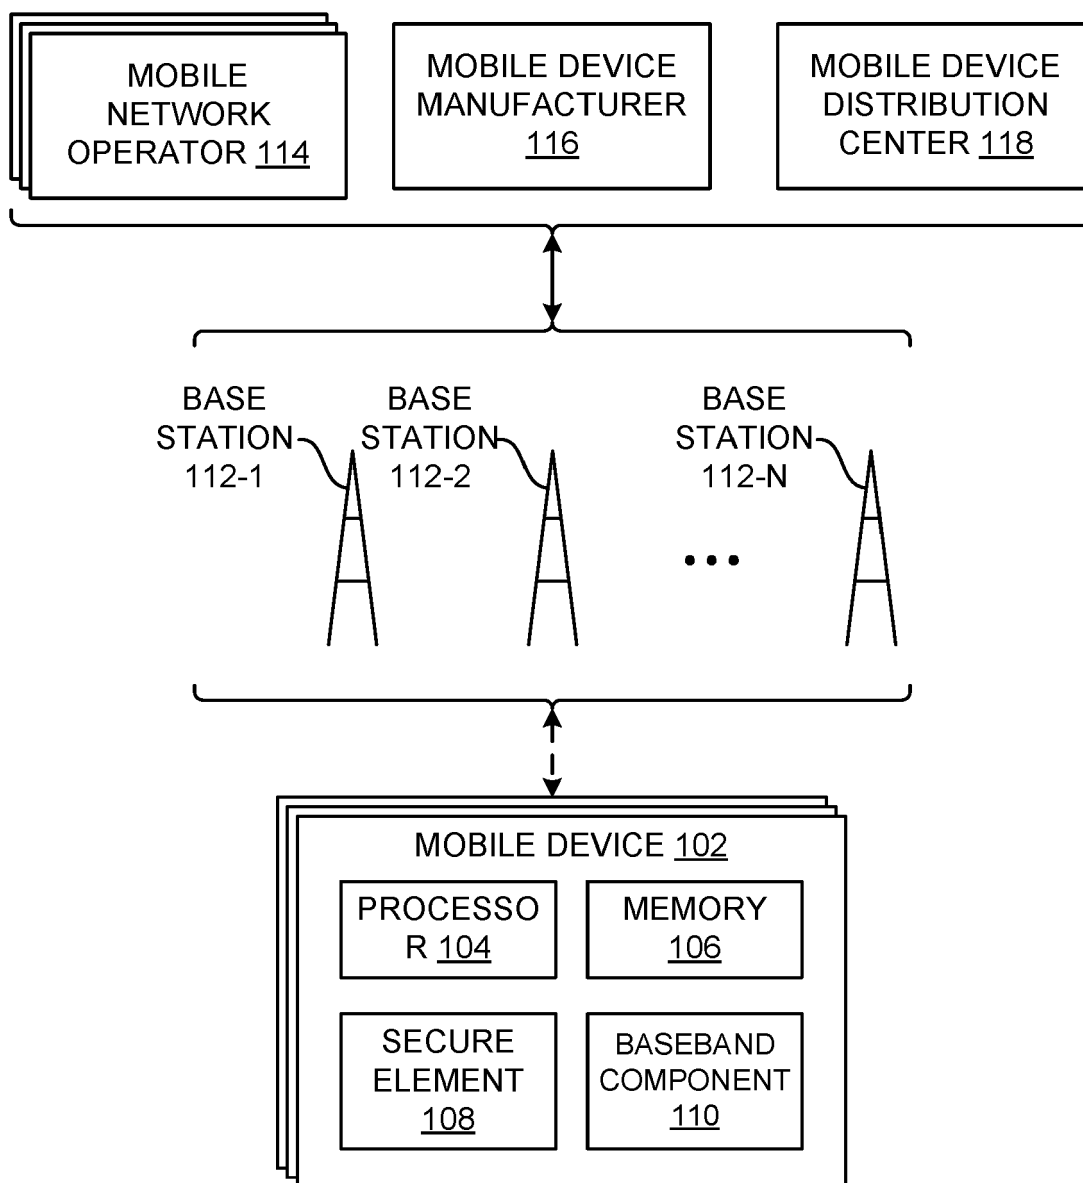 MOBILE
NETWORK
OPERATOR 114
MOBILE DEVICE
MANUFACTURER
116
MOBILE DEVICE
DISTRIBUTION
CENTER 118
BASE
STATION
112-1
BASE
STATION
112-2
BASE
STATION
112-N
MOBILE DEVICE 102
PROCESSO
R 104
MEMORY
106
SECURE
ELEMENT
108
BASEBAND
COMPONENT
110